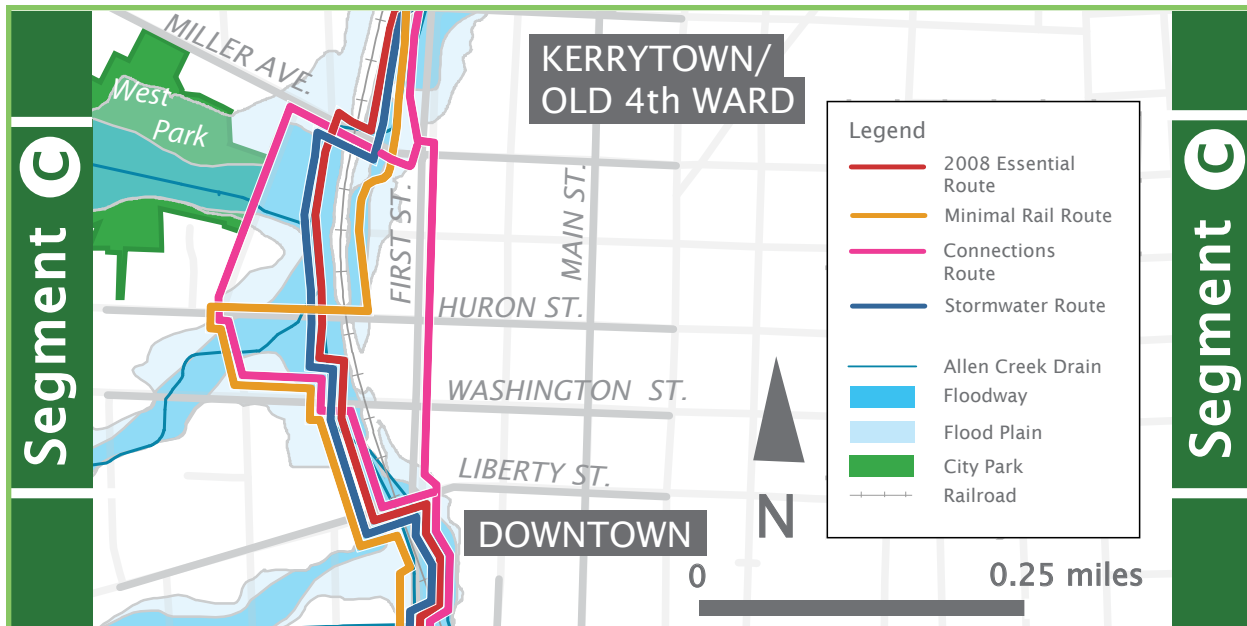 Segment C
MILLER AVE.
West
Park
KERRYTOWN/
OLD 4th WARD
FIRST ST.
MAIN ST.
HURON ST.
WASHINGTON ST.
LIBERTY ST.
DOWNTOWN
N
0
0.25 miles
Legend
2008 Essential
Route
Minimal Rail Route
Connections
Route
Stormwater Route
Allen Creek Drain
Floodway
Flood Plain
City Park
Railroad
Segment C